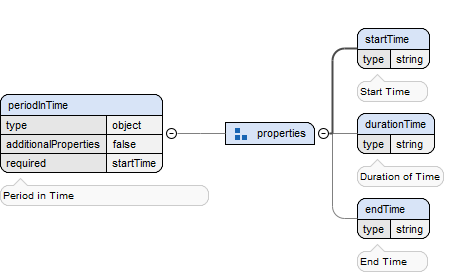 periodInTime
type object
additionalProperties false
required startTime
Period in Time
properties
startTime
type string
Start Time
durationTime
type string
Duration of Time
endTime
type string
End Time